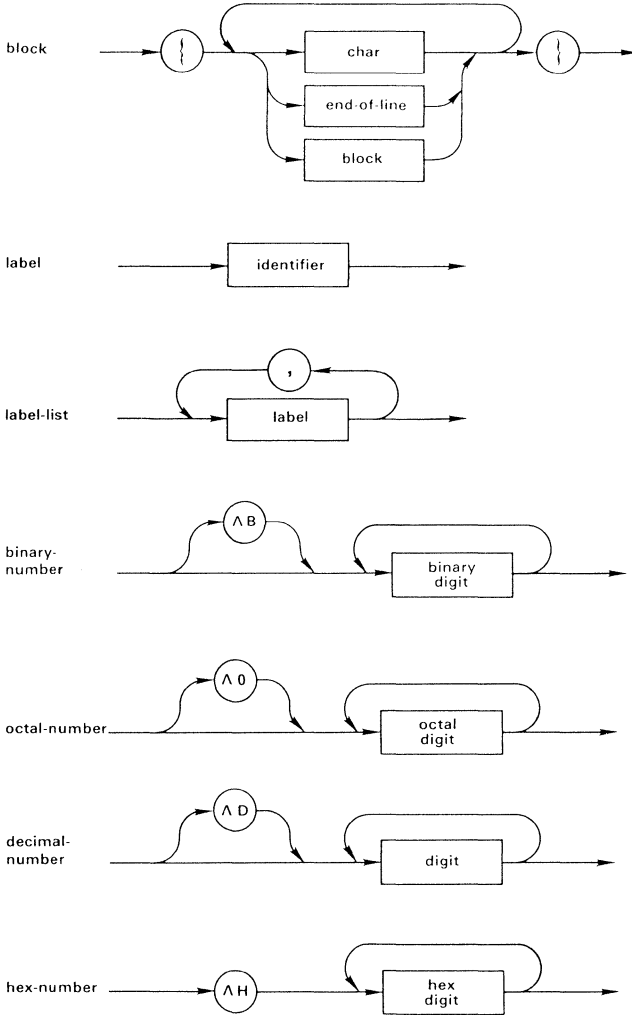 block
{
char
{
end-of-line
block
label
identifier
,
label-list
label
Λ B
binary-
number
binary
digit
Λ 0
octal-number
octal
digit
Λ D
decimal-
number
digit
hex-number
Λ H
hex
digit